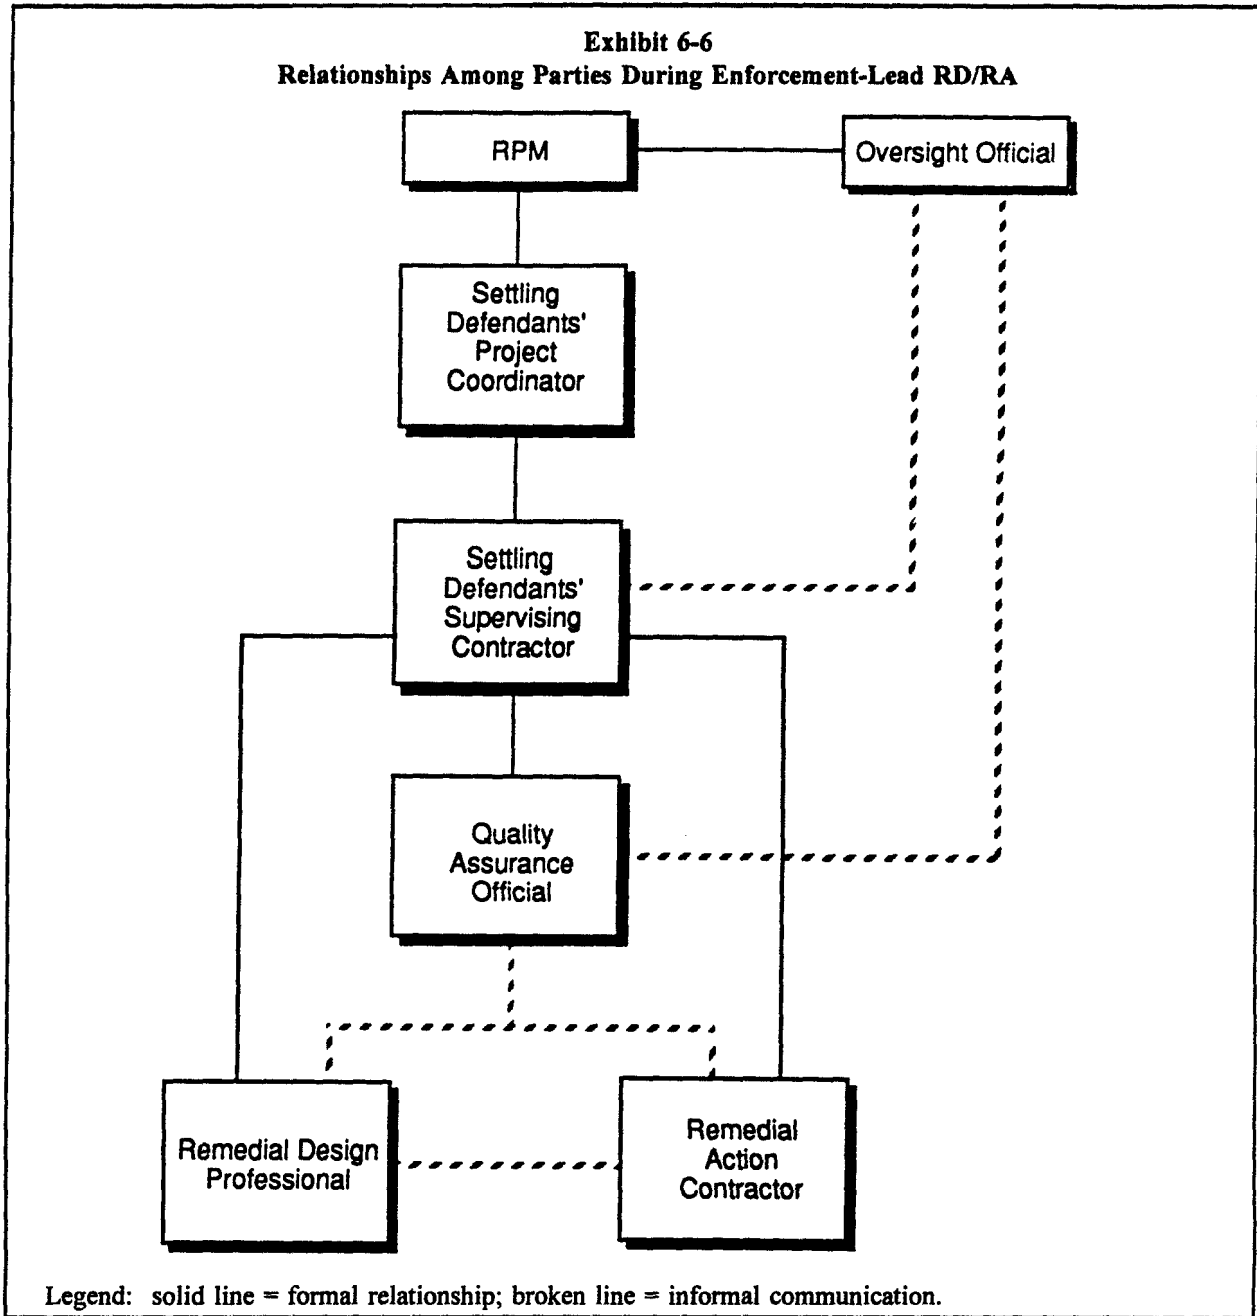 Exhibit 6-6
Relationships Among Parties During Enforcement-Lead RD/RA
RPM
Oversight Official
Settling
Defendants'
Project
Coordinator
Settling
Defendants'
Supervising
Contractor
Quality
Assurance
Official
Remedial Design
Professional
Remedial
Action
Contractor
Legend: solid line = formal relationship; broken line = informal communication.